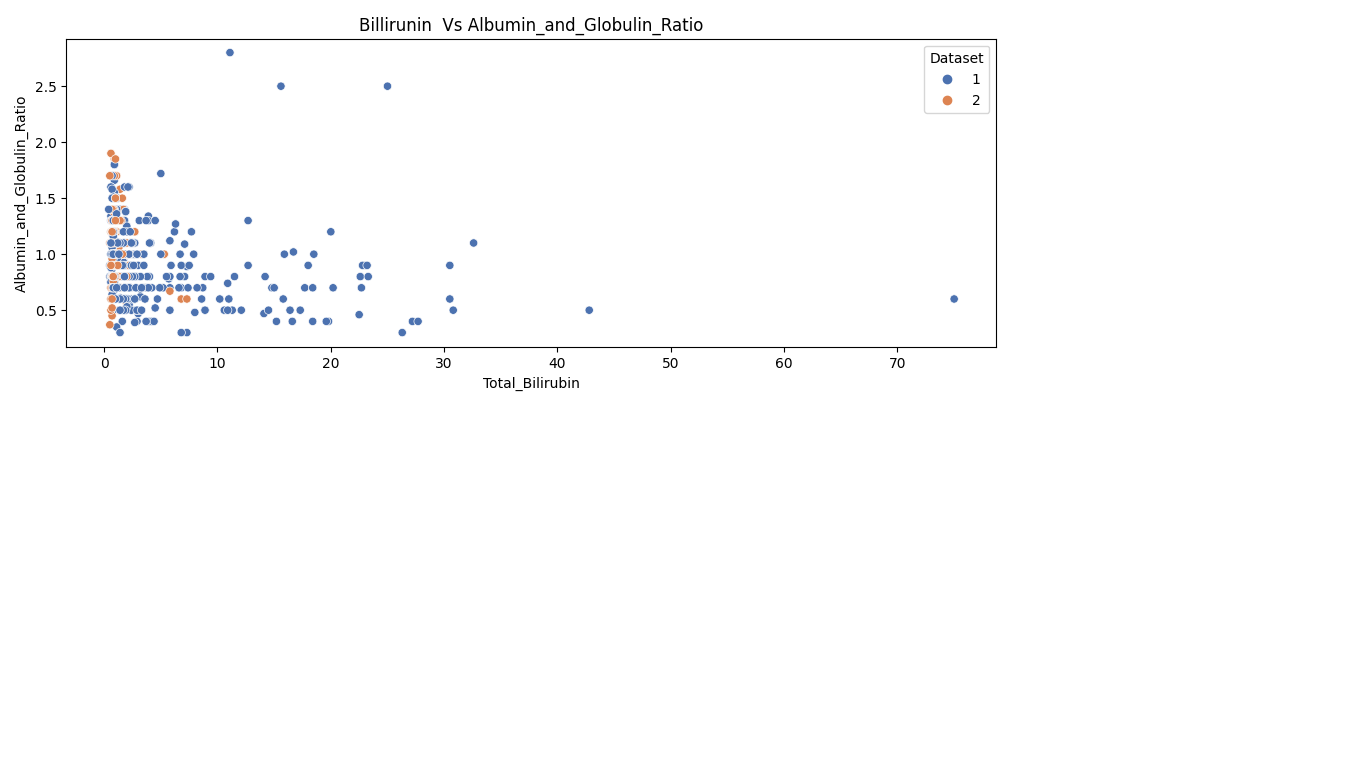 Billirunin  Vs Albumin_and_Globulin_Ratio
Dataset
1
2
Albumin_and_Globulin_Ratio
2.5
2.0
1.5
1.0
0.5
0 10 20 30 40 50 60 70
Total_Bilirubin